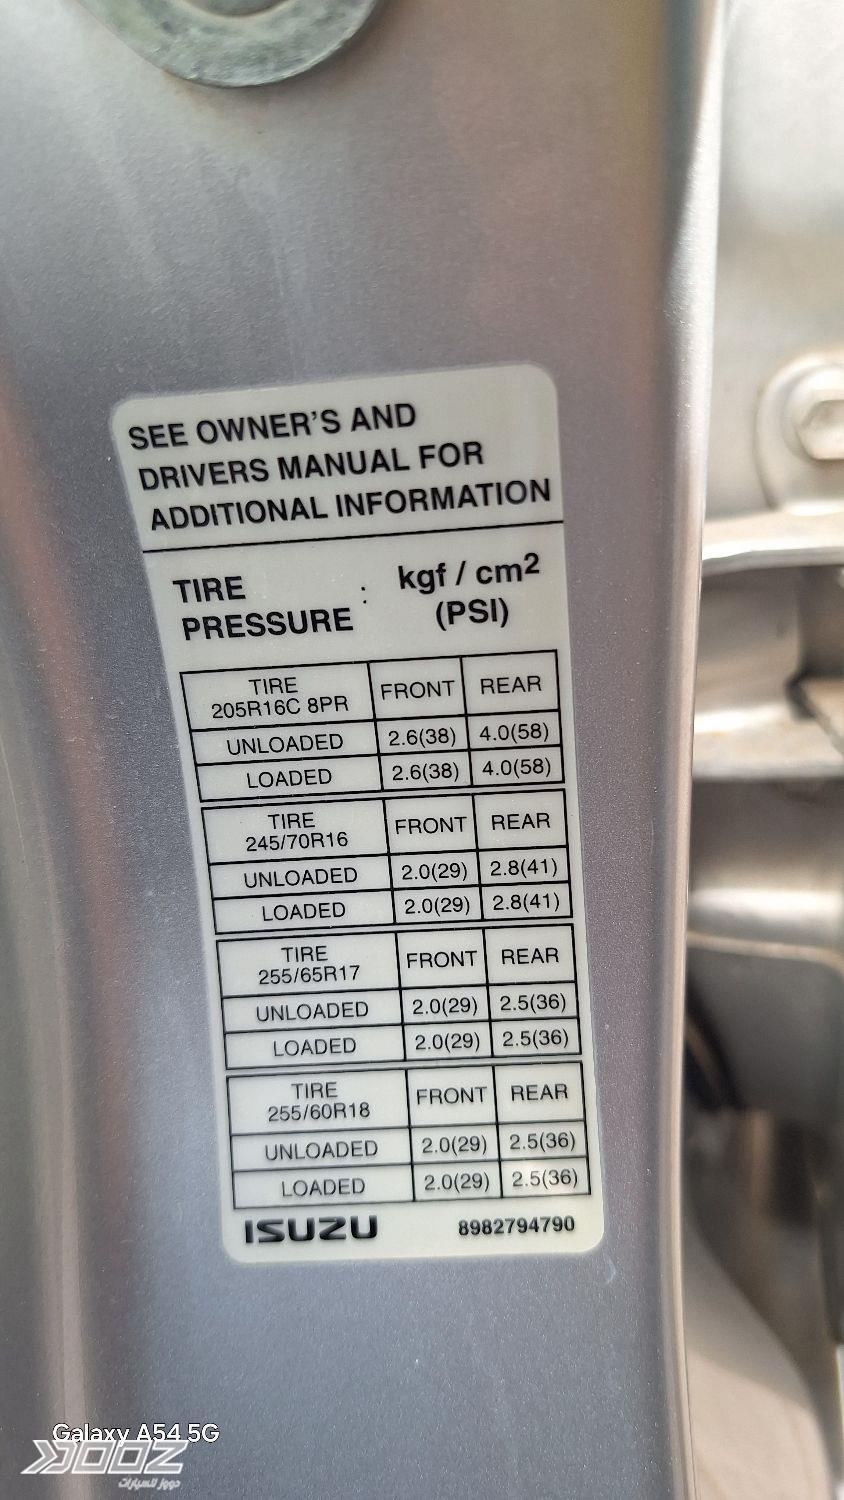 SEE OWNER'S AND
DRIVERS MANUAL FOR
ADDITIONAL INFORMATION
TIRE
PRESSURE : kgf / cm2
(PSI)
TIRE
205R16C 8PR FRONT REAR
UNLOADED 2.6(38) 4.0(58)
LOADED 2.6(38) 4.0(58)
TIRE
245/70R16 FRONT REAR
UNLOADED 2.0(29) 2.8(41)
LOADED 2.0(29) 2.8(41)
TIRE
255/65R17 FRONT REAR
UNLOADED 2.0(29) 2.5(36)
LOADED 2.0(29) 2.5(36)
TIRE
255/60R18 FRONT REAR
UNLOADED 2.0(29) 2.5(36)
LOADED 2.0(29) 2.5(36)
ISUZU 8982794790
Galaxy A54 5G
دووز للسيارات